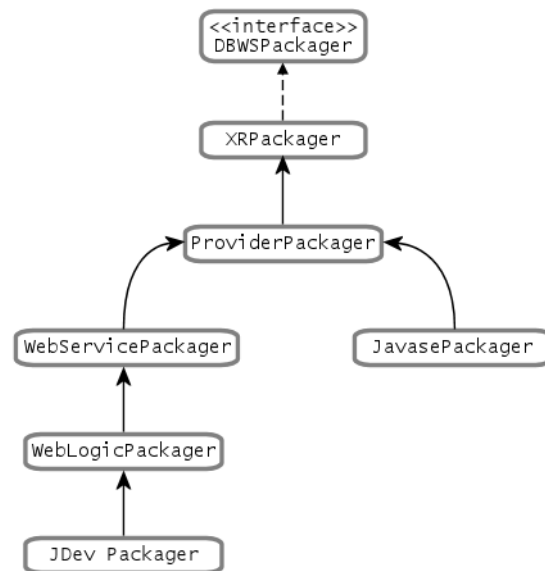 <<interface>>
DBWSPackager
XRPackager
ProviderPackager
WebServicePackager
JavasePackager
WebLogicPackager
JDev Packager